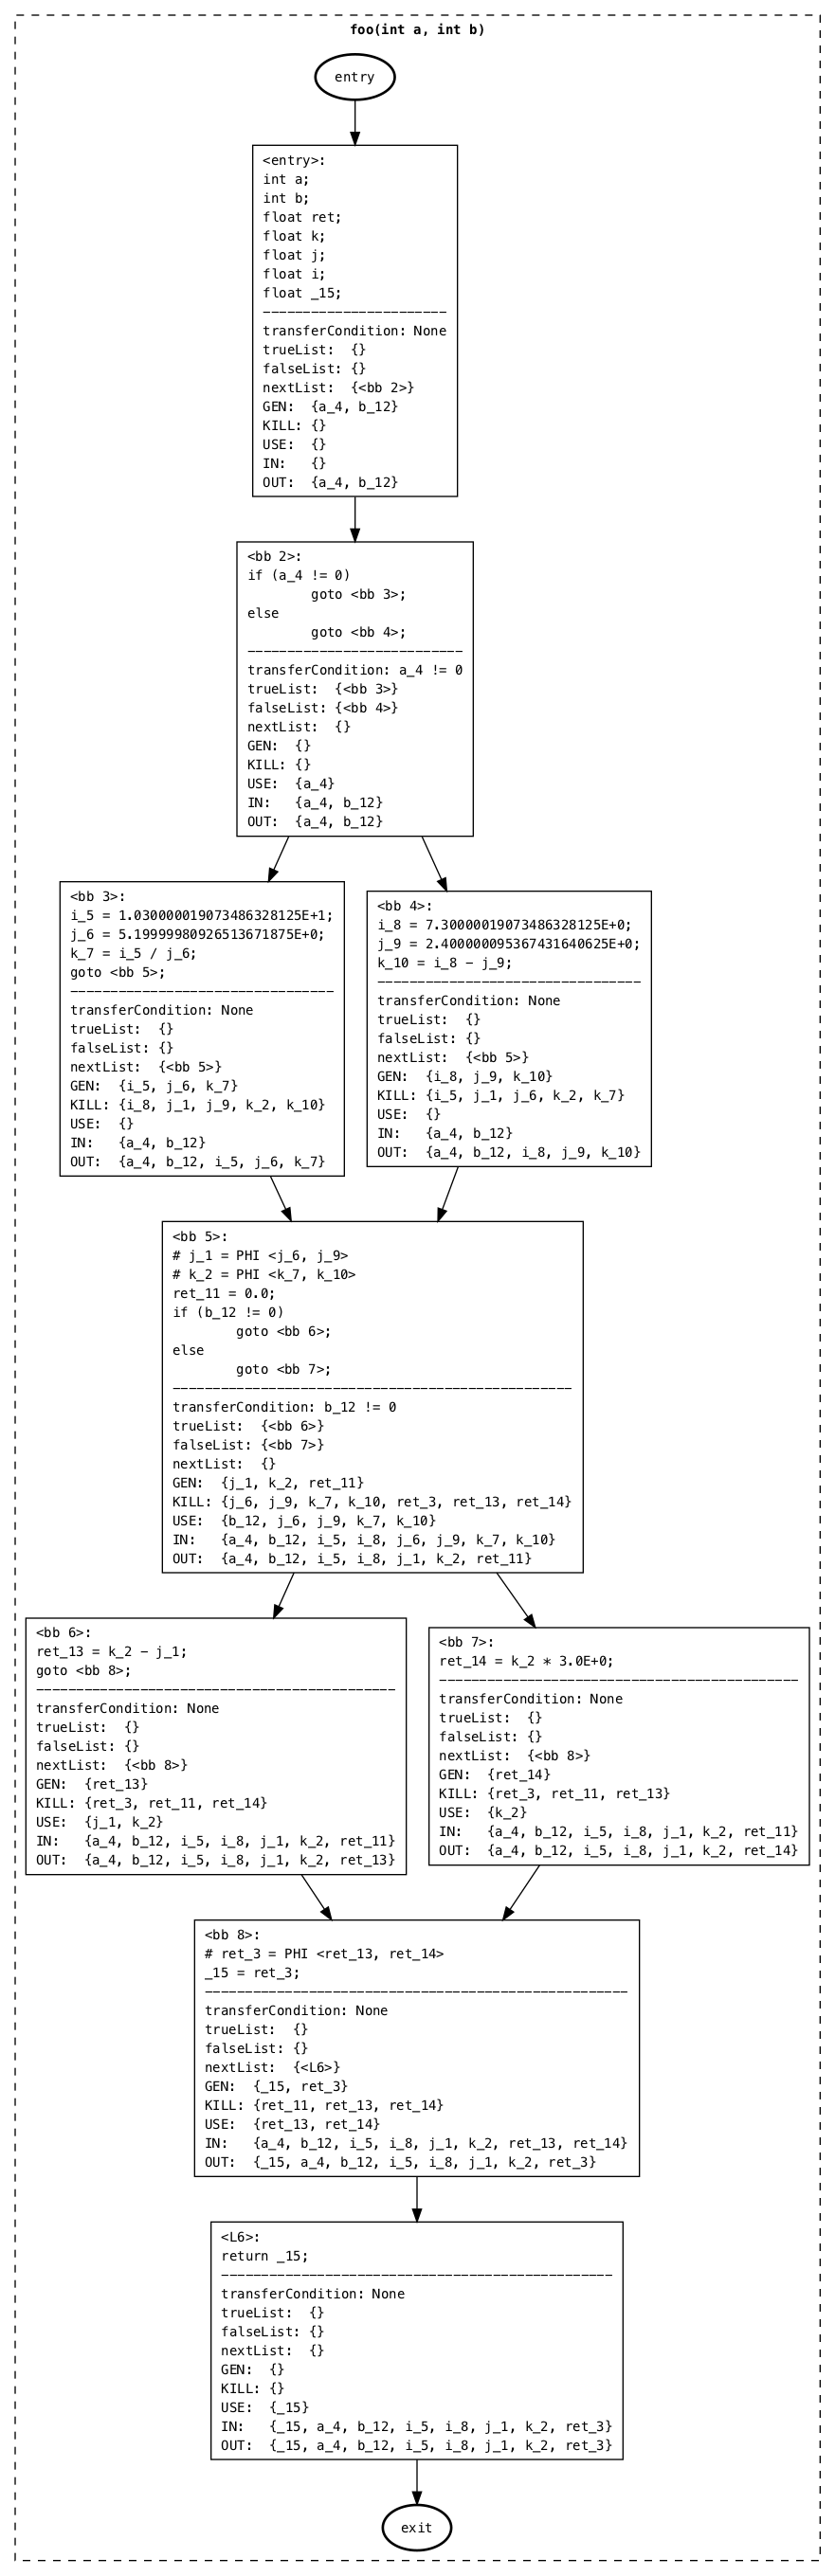 foo(int a, int b)
entry
<entry>:
int a;
int b;
float ret;
float k;
float j;
float i;
float _15;
------------------------
transferCondition: None
trueList:  {}
falseList: {}
nextList:  {<bb 2>}
GEN:  {a_4, b_12}
KILL: {}
USE:  {}
IN:   {}
OUT:  {a_4, b_12}
<bb 2>:
if (a_4 != 0)
        goto <bb 3>;
else
        goto <bb 4>;
---------------------------
transferCondition: a_4 != 0
trueList:  {<bb 3>}
falseList: {<bb 4>}
nextList:  {}
GEN:  {}
KILL: {}
USE:  {a_4}
IN:   {a_4, b_12}
OUT:  {a_4, b_12}
<bb 3>:
i_5 = 1.030000019073486328125E+1;
j_6 = 5.19999980926513671875E+0;
k_7 = i_5 / j_6;
goto <bb 5>;
---------------------------------
transferCondition: None
trueList:  {}
falseList: {}
nextList:  {<bb 5>}
GEN:  {i_5, j_6, k_7}
KILL: {i_8, j_1, j_9, k_2, k_10}
USE:  {}
IN:   {a_4, b_12}
OUT:  {a_4, b_12, i_5, j_6, k_7}
<bb 4>:
i_8 = 7.30000019073486328125E+0;
j_9 = 2.400000095367431640625E+0;
k_10 = i_8 - j_9;
---------------------------------
transferCondition: None
trueList:  {}
falseList: {}
nextList:  {<bb 5>}
GEN:  {i_8, j_9, k_10}
KILL: {i_5, j_1, j_6, k_2, k_7}
USE:  {}
IN:   {a_4, b_12}
OUT:  {a_4, b_12, i_8, j_9, k_10}
<bb 5>:
# j_1 = PHI <j_6, j_9>
# k_2 = PHI <k_7, k_10>
ret_11 = 0.0;
if (b_12 != 0)
        goto <bb 6>;
else
        goto <bb 7>;
--------------------------------------------------
transferCondition: b_12 != 0
trueList:  {<bb 6>}
falseList: {<bb 7>}
nextList:  {}
GEN:  {j_1, k_2, ret_11}
KILL: {j_6, j_9, k_7, k_10, ret_3, ret_13, ret_14}
USE:  {b_12, j_6, j_9, k_7, k_10}
IN:   {a_4, b_12, i_5, i_8, j_6, j_9, k_7, k_10}
OUT:  {a_4, b_12, i_5, i_8, j_1, k_2, ret_11}
<bb 6>:
ret_13 = k_2 - j_1;
goto <bb 8>;
---------------------------------------------
transferCondition: None
trueList:  {}
falseList: {}
nextList:  {<bb 8>}
GEN:  {ret_13}
KILL: {ret_3, ret_11, ret_14}
USE:  {j_1, k_2}
IN:   {a_4, b_12, i_5, i_8, j_1, k_2, ret_11}
OUT:  {a_4, b_12, i_5, i_8, j_1, k_2, ret_13}
<bb 7>:
ret_14 = k_2 * 3.0E+0;
---------------------------------------------
transferCondition: None
trueList:  {}
falseList: {}
nextList:  {<bb 8>}
GEN:  {ret_14}
KILL: {ret_3, ret_11, ret_13}
USE:  {k_2}
IN:   {a_4, b_12, i_5, i_8, j_1, k_2, ret_11}
OUT:  {a_4, b_12, i_5, i_8, j_1, k_2, ret_14}
<bb 8>:
# ret_3 = PHI <ret_13, ret_14>
_15 = ret_3;
-----------------------------------------------------
transferCondition: None
trueList:  {}
falseList: {}
nextList:  {<L6>}
GEN:  {_15, ret_3}
KILL: {ret_11, ret_13, ret_14}
USE:  {ret_13, ret_14}
IN:   {a_4, b_12, i_5, i_8, j_1, k_2, ret_13, ret_14}
OUT:  {_15, a_4, b_12, i_5, i_8, j_1, k_2, ret_3}
<L6>:
return _15;
-------------------------------------------------
transferCondition: None
trueList:  {}
falseList: {}
nextList:  {}
GEN:  {}
KILL: {}
USE:  {_15}
IN:   {_15, a_4, b_12, i_5, i_8, j_1, k_2, ret_3}
OUT:  {_15, a_4, b_12, i_5, i_8, j_1, k_2, ret_3}
exit